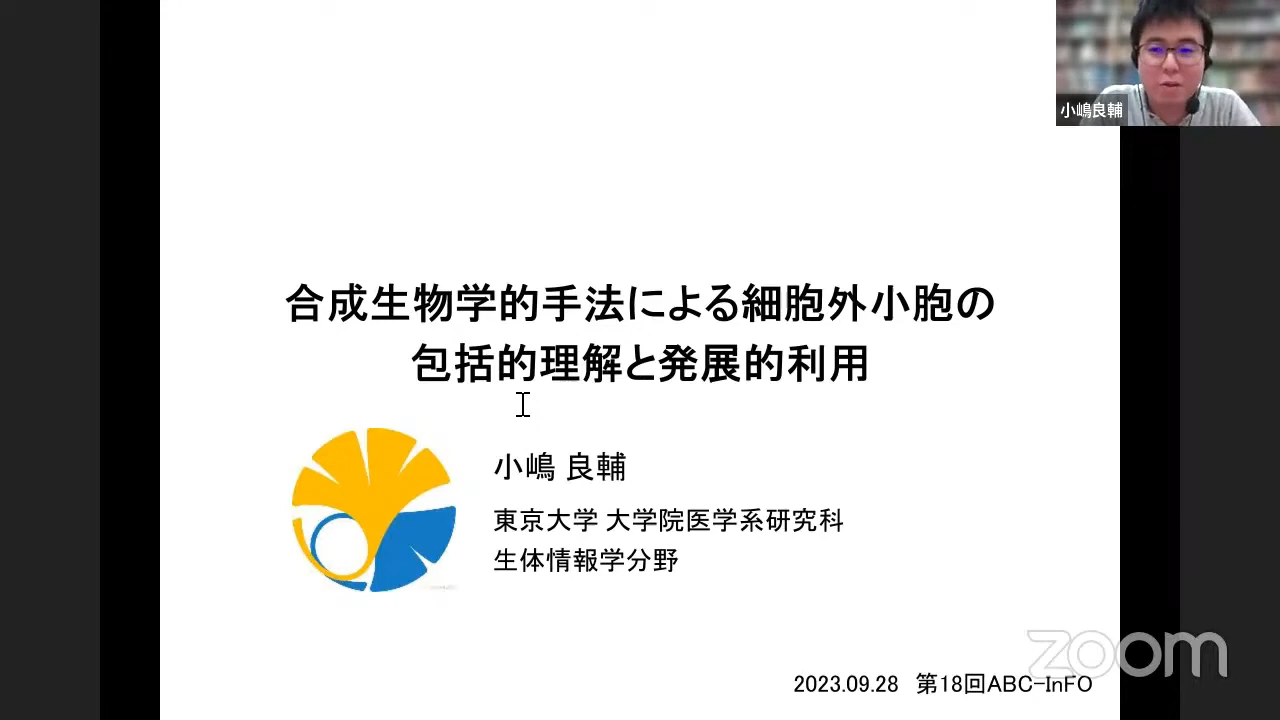 小嶋良輔
合成生物学的手法による細胞外小胞の
包括的理解と発展的利用
小嶋 良輔
東京大学 大学院医学系研究科
生体情報学分野
zoom
2023.09.28 第18回ABC-InFO